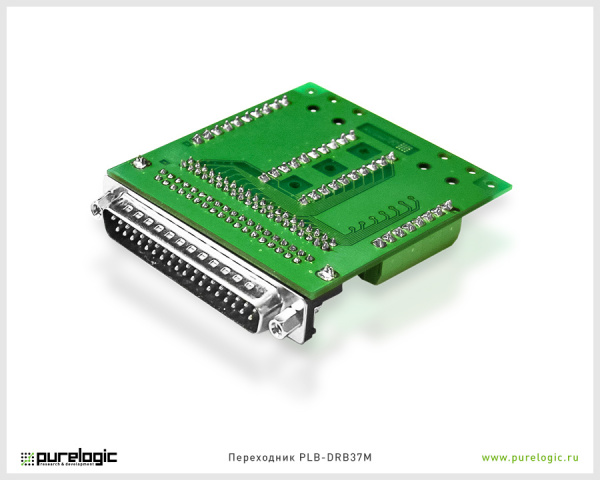 purelogic
research & development
Переходник PLB-DRB37M
www.purelogic.ru